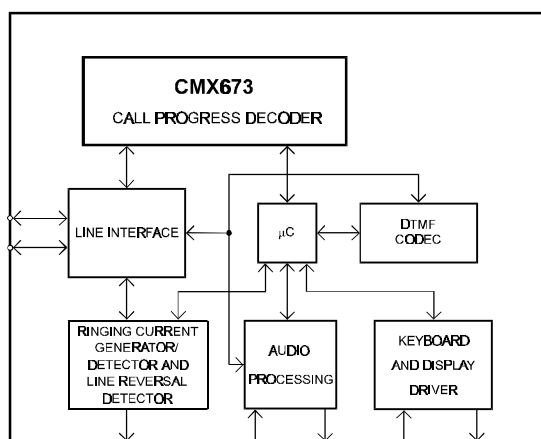 CMX673
CALL PROGRESS DECODER
LINE INTERFACE
µC
DTMF
CODEC
RINGING CURRENT
GENERATOR/
DETECTOR AND
LINE REVERSAL
DETECTOR
AUDIO
PROCESSING
KEYBOARD
AND DISPLAY
DRIVER